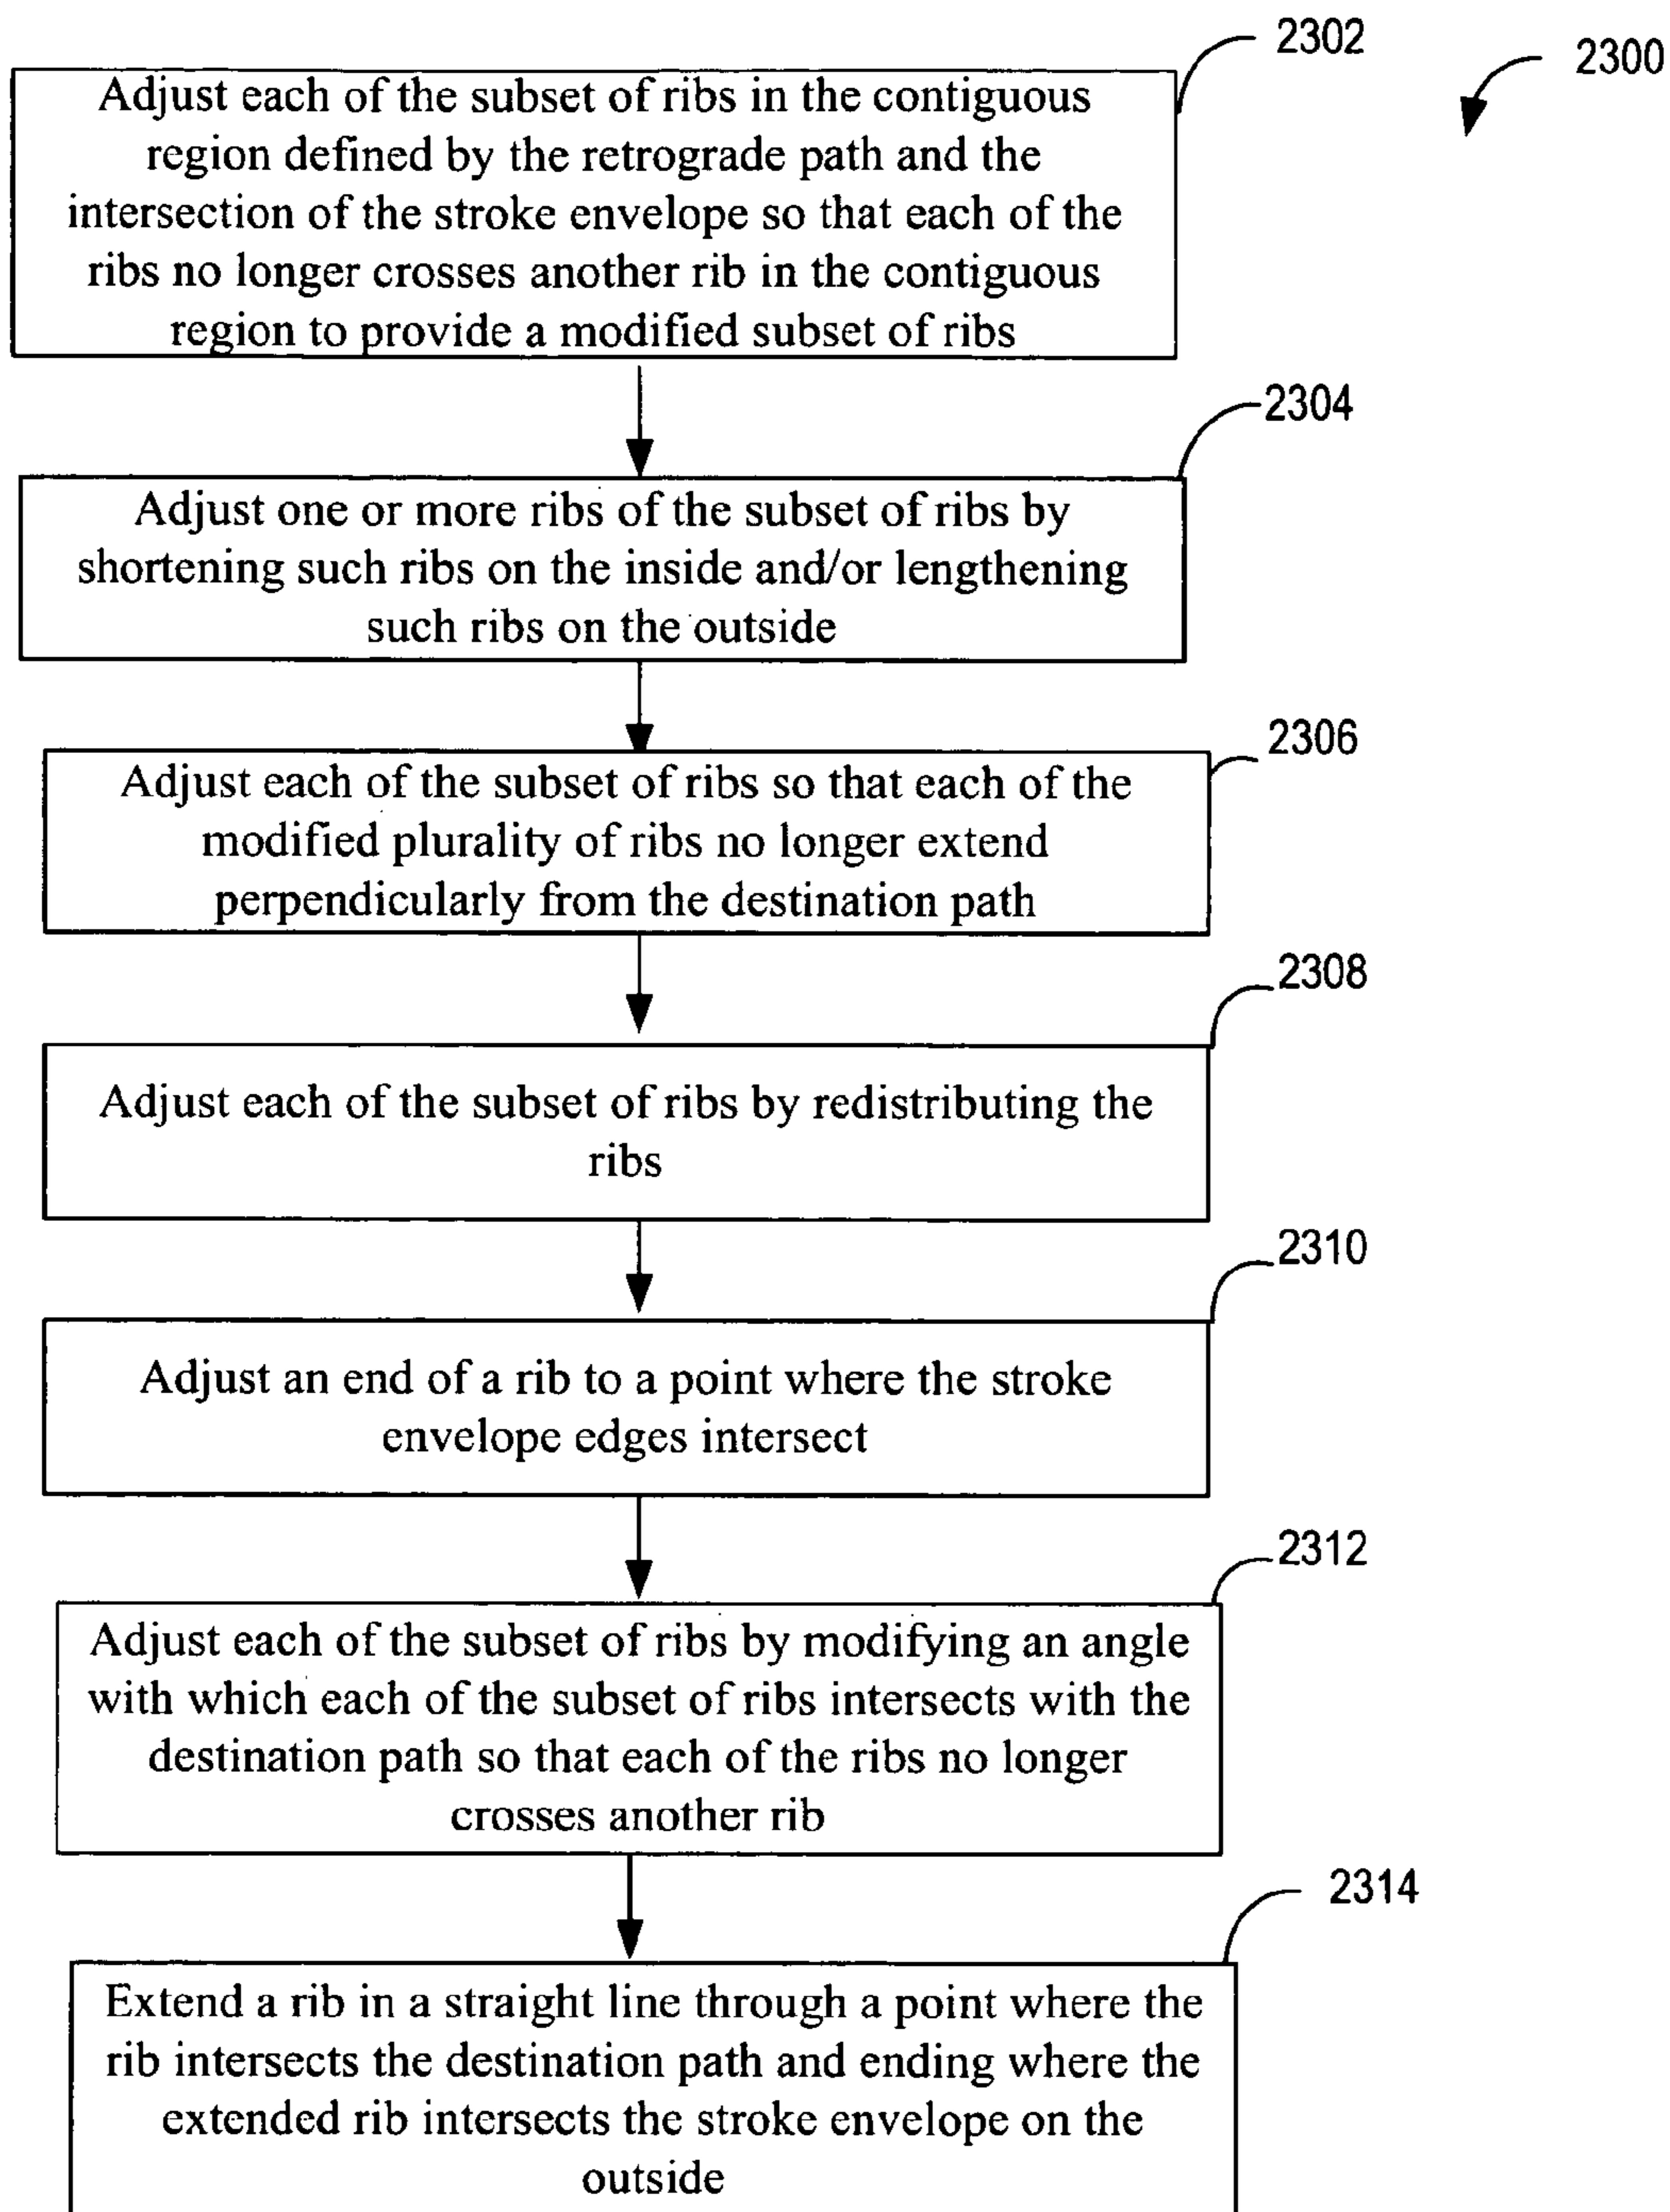 2302
2300
Adjust each of the subset of ribs in the contiguous
region defined by the retrograde path and the
intersection of the stroke envelope so that each of the
ribs no longer crosses another rib in the contiguous
region to provide a modified subset of ribs
2304
Adjust one or more ribs of the subset of ribs by
shortening such ribs on the inside and/or lengthening
such ribs on the outside
2306
Adjust each of the subset of ribs so that each of the
modified plurality of ribs no longer extend
perpendicularly from the destination path
2308
Adjust each of the subset of ribs by redistributing the
ribs
2310
Adjust an end of a rib to a point where the stroke
envelope edges intersect
2312
Adjust each of the subset of ribs by modifying an angle
with which each of the subset of ribs intersects with the
destination path so that each of the ribs no longer
crosses another rib
2314
Extend a rib in a straight line through a point where the
rib intersects the destination path and ending where the
extended rib intersects the stroke envelope on the
outside